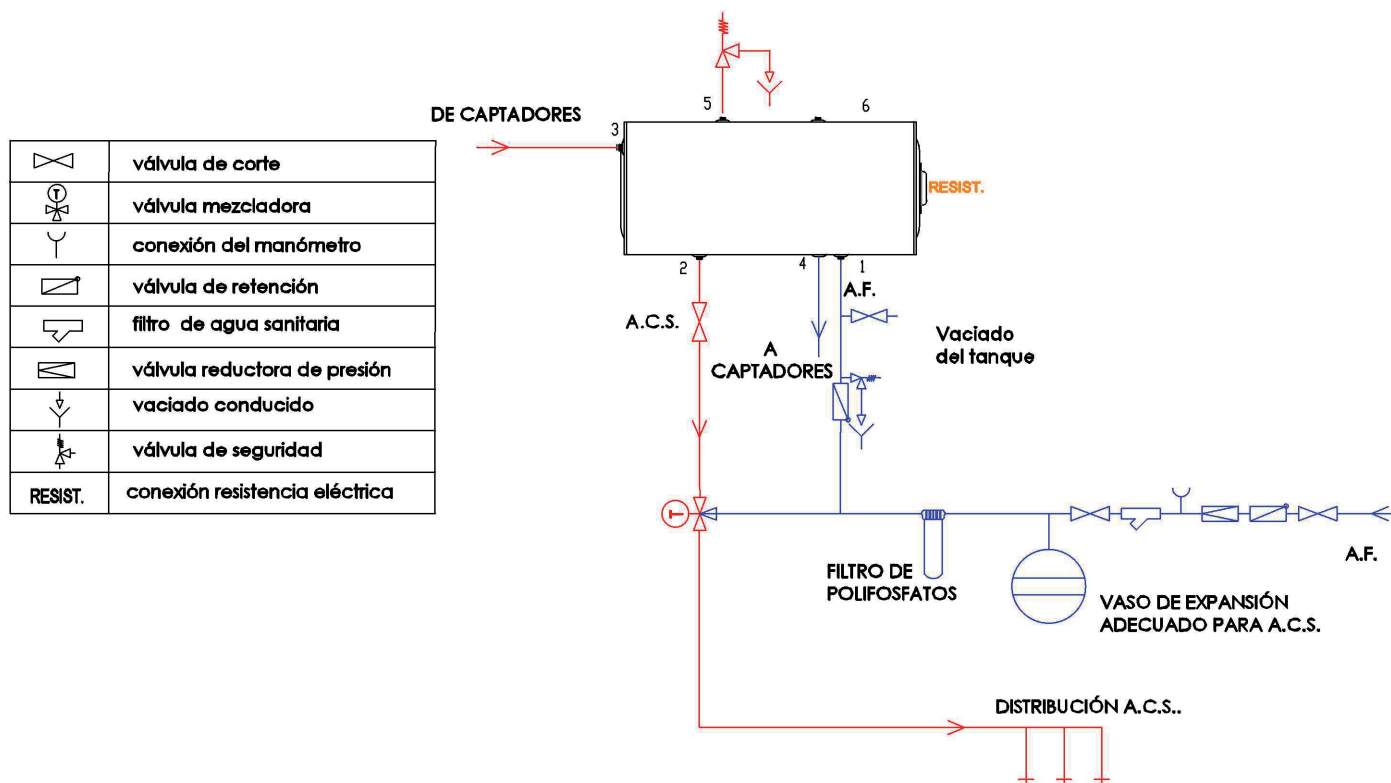 5
6
DE CAPTADORES
3
válvula de corte
T
válvula mezcladora
conexión del manómetro
válvula de retención
filtro de agua sanitaria
válvula reductora de presión
vaciado conducido
válvula de seguridad
RESIST.
conexión resistencia eléctrica
RESIST.
2
4
1
A.F.
A.C.S.
A
CAPTADORES
Vaciado
del tanque
T
A.F.
FILTRO DE
POLIFOSFATOS
VASO DE EXPANSIÓN
ADECUADO PARA A.C.S.
DISTRIBUCIÓN A.C.S..